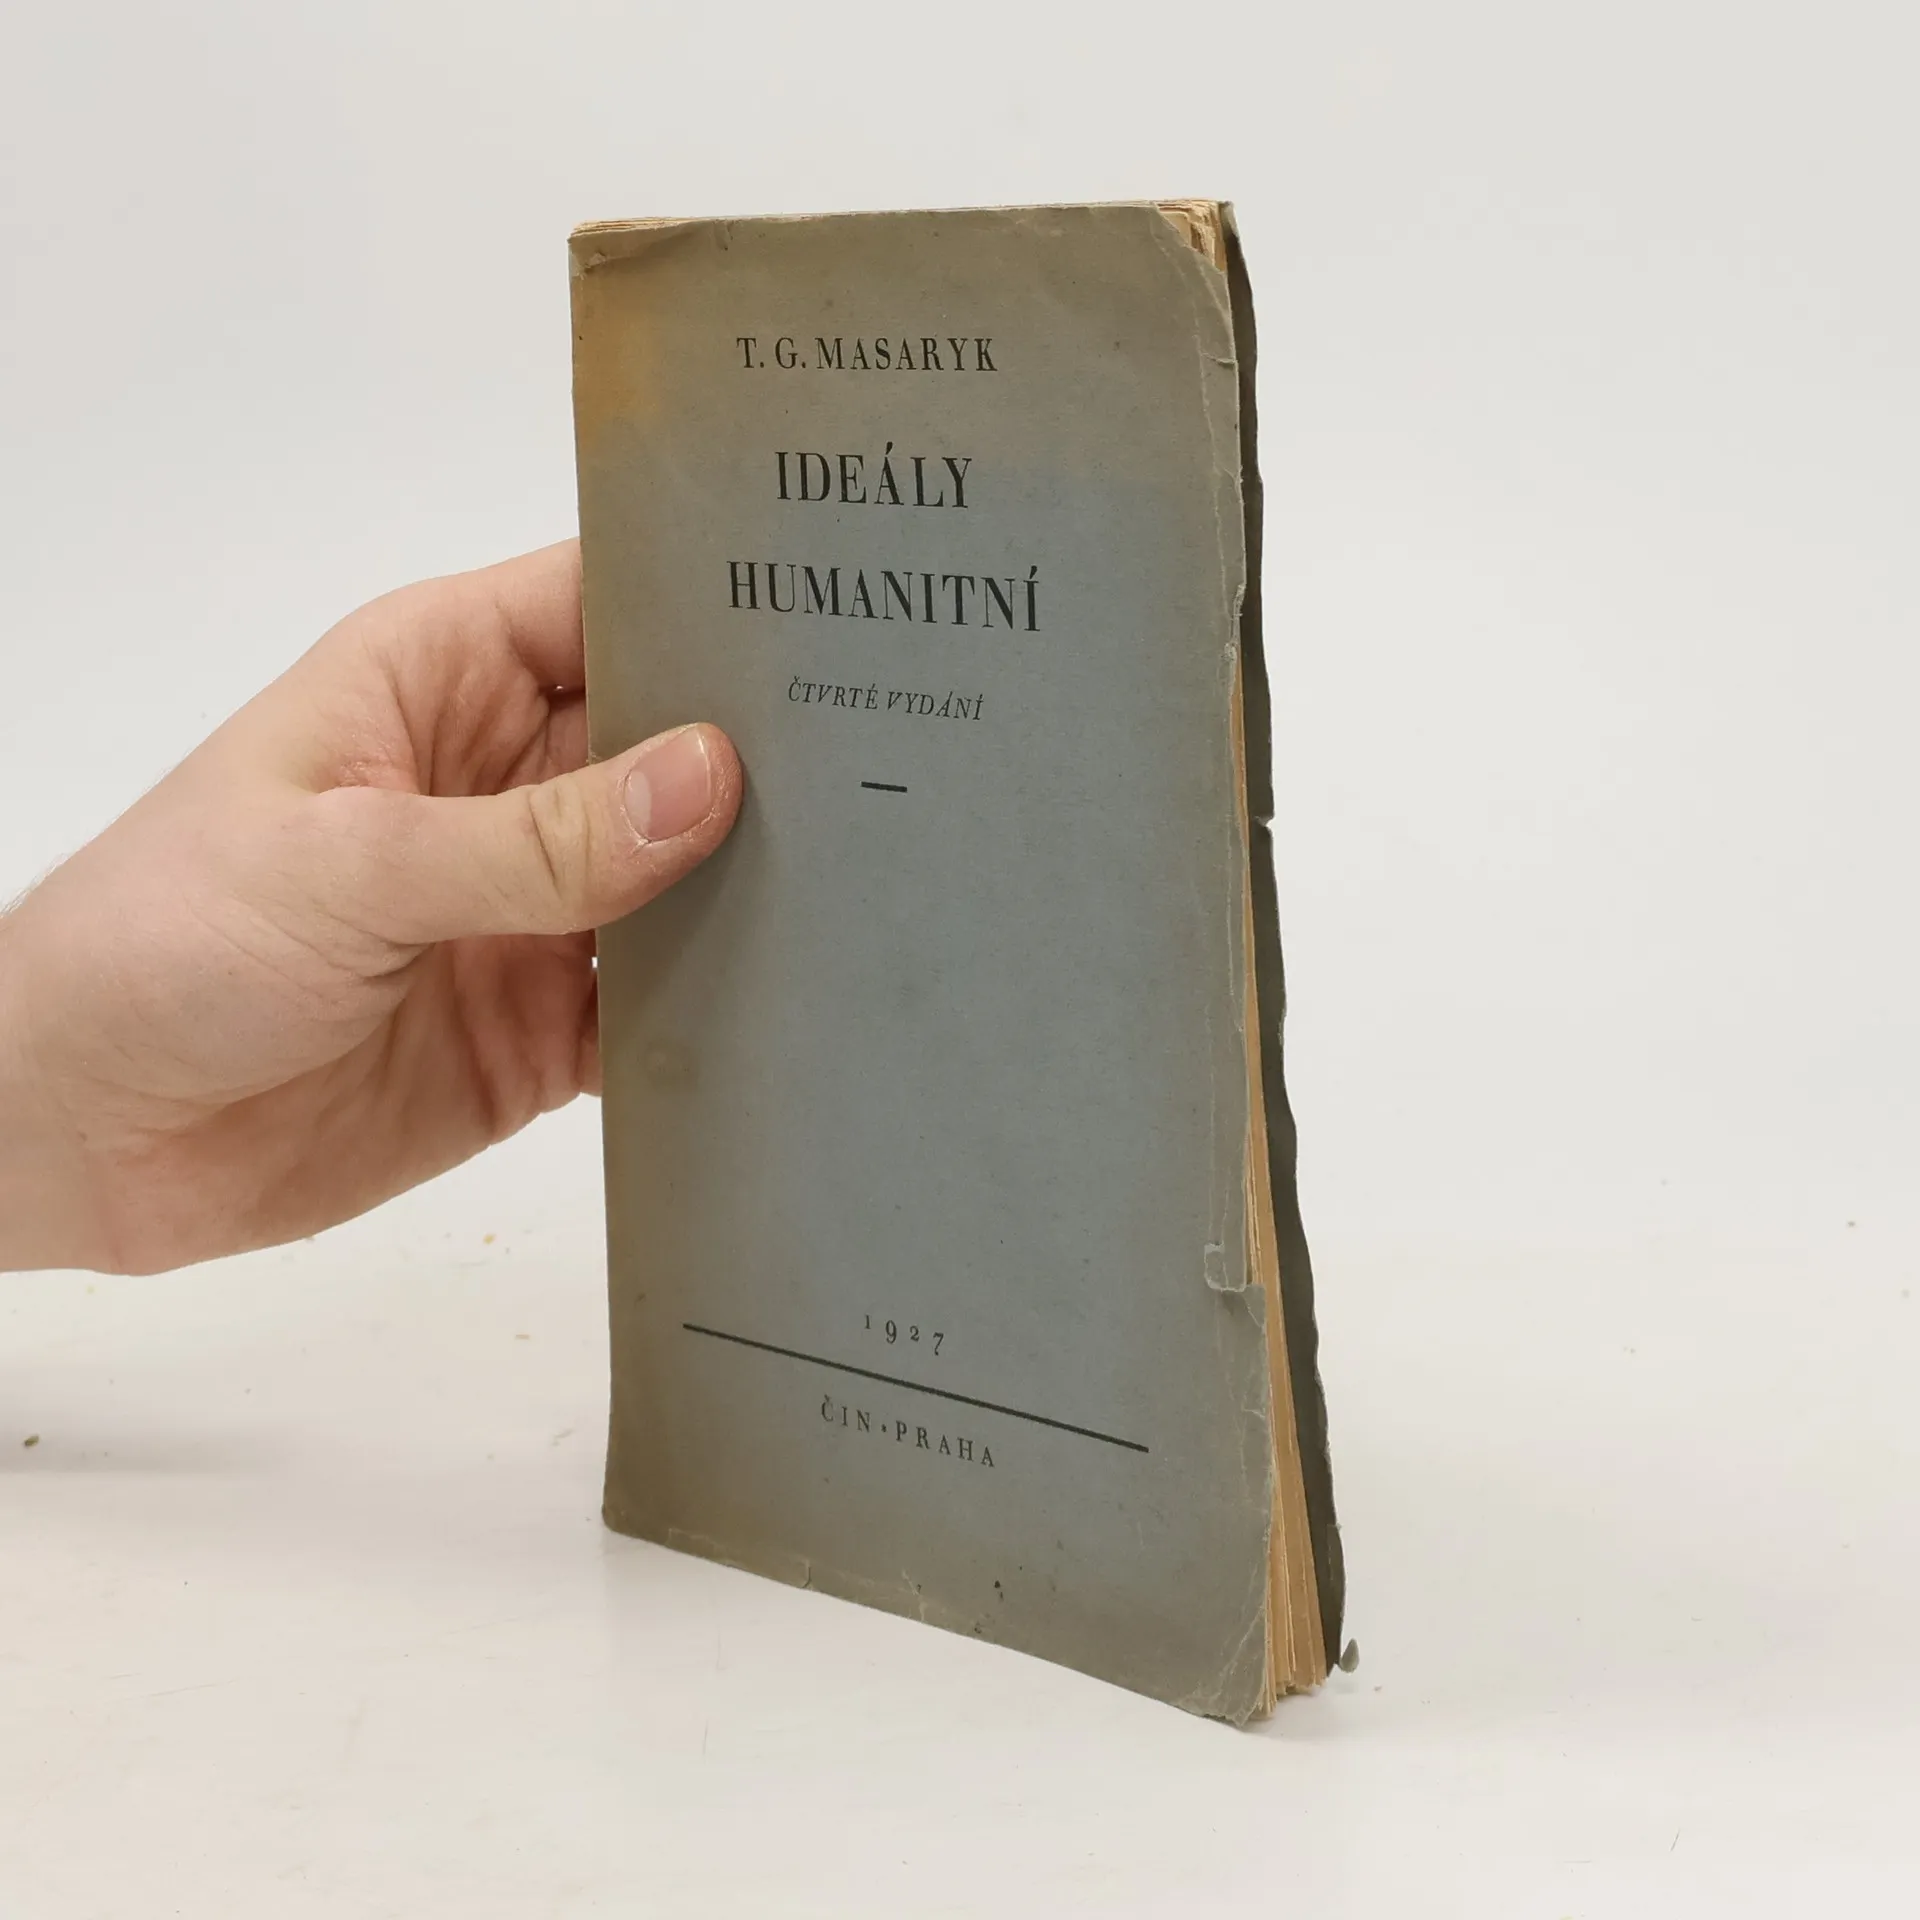 T. G. MASARYK
IDEÁLY
HUMANITNÍ
ČTVRTÉ VYDÁNÍ
1927
ČIN • PRAHA